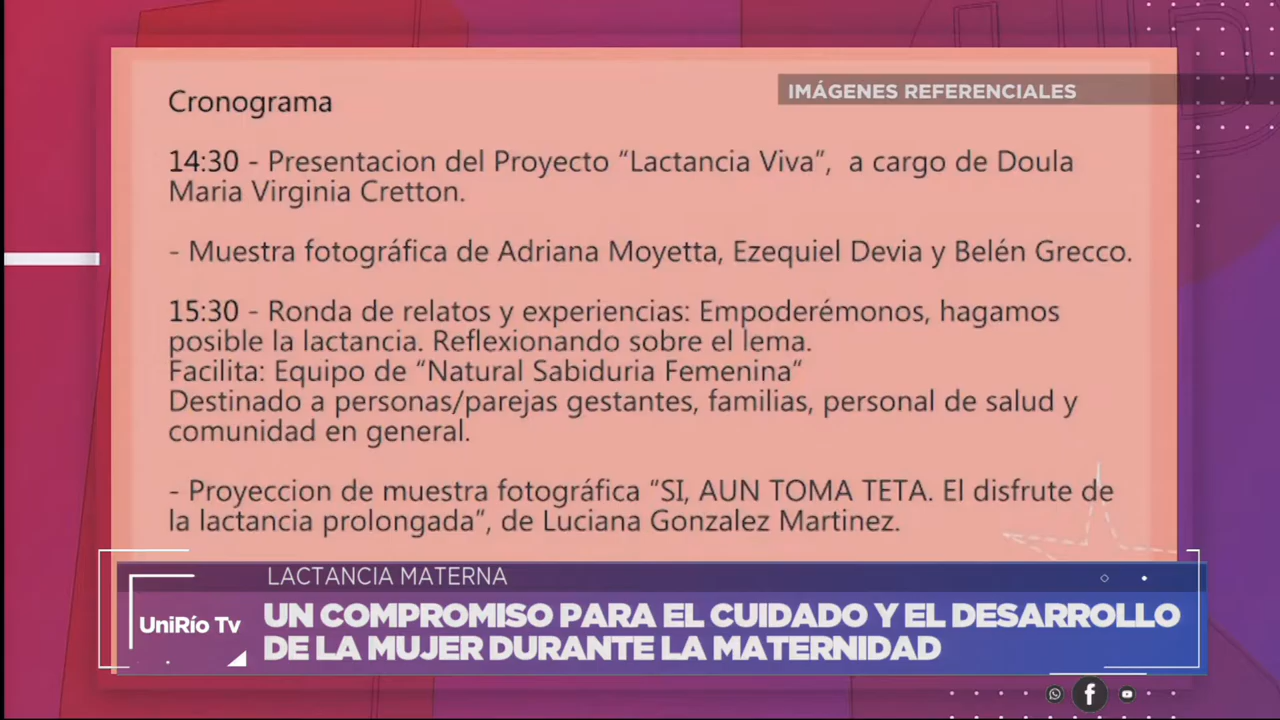 IMÁGENES REFERENCIALES
Cronograma
14:30 - Presentacion del Proyecto “Lactancia Viva”,  a cargo de Doula
Maria Virginia Cretton.
- Muestra fotográfica de Adriana Moyetta, Ezequiel Devia y Belén Grecco.
15:30 - Ronda de relatos y experiencias: Empoderémonos, hagamos
posible la lactancia. Reflexionando sobre el lema.
Facilita: Equipo de “Natural Sabiduria Femenina“
Destinado a personas/parejas gestantes, familias, personal de salud y
comunidad en general.
- Proyeccion de muestra fotográfica “SI, AUN TOMA TETA. El disfrute de
la lactancia prolongada”, de Luciana Gonzalez Martinez.
LACTANCIA MATERNA
UniRío Tv
UN COMPROMISO PARA EL CUIDADO Y EL DESARROLLO
DE LA MUJER DURANTE LA MATERNIDAD